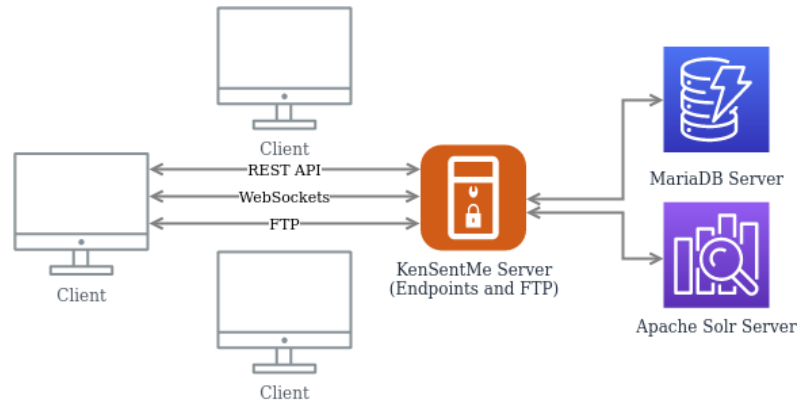 Client
REST API
WebSockets
FTP
Client
Client
KenSentMe Server
(Endpoints and FTP)
MariaDB Server
Apache Solr Server